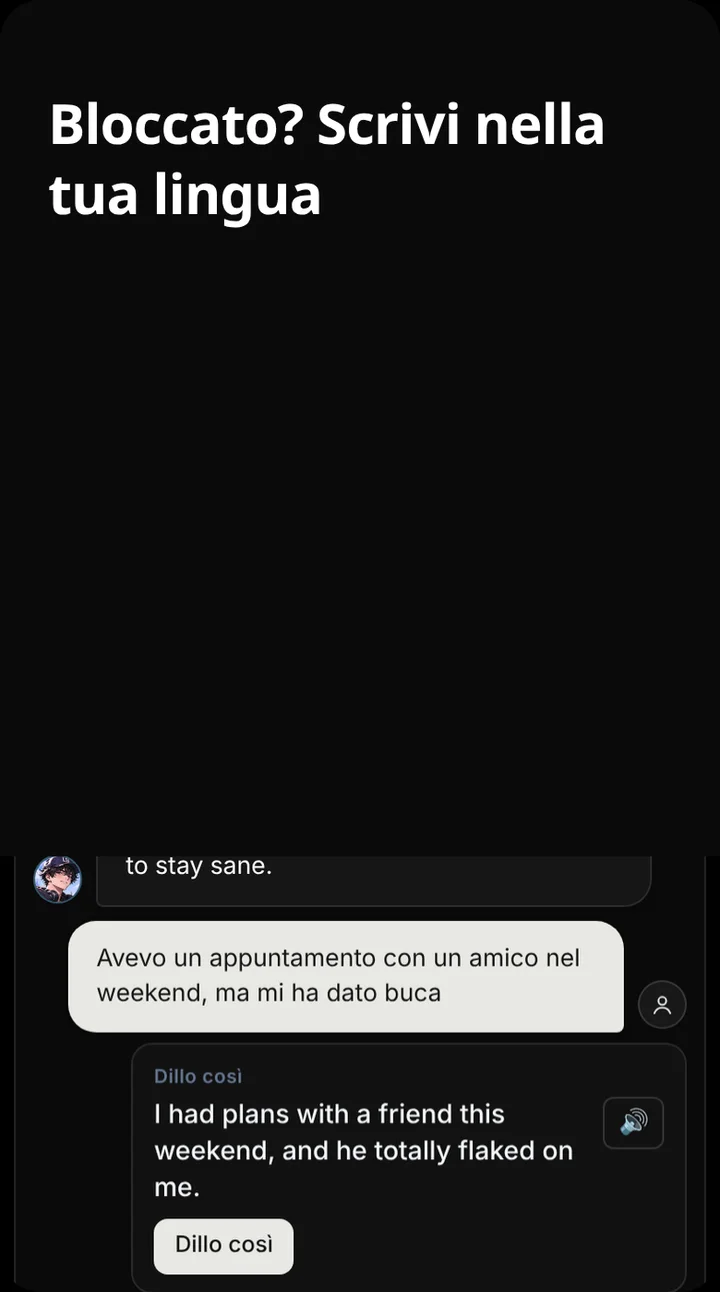 Bloccato? Scrivi nella
tua lingua
to stay sane.
Avevo un appuntamento con un amico nel
weekend, ma mi ha dato buca
Dillo così
I had plans with a friend this
weekend, and he totally flaked on
me.
Dillo così